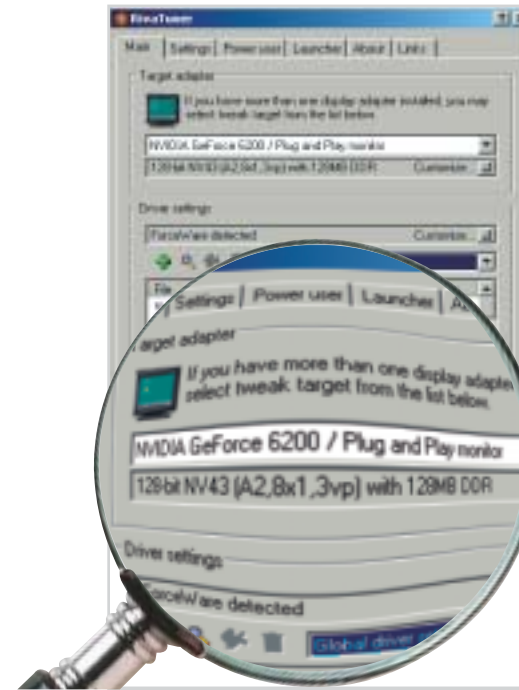 RivaTuner
Main Settings Power user Launcher About Links
Target adapter
If you have more than one display adapter installed, you may
select tweak target from the list below.
NVIDIA GeForce 6200 / Plug and Play monitor
128-bit NV43 (A2,8x1,3vp) with 128MB DDR Customize...
Driver settings
ForceWare detected Customize...
Settings Power user Launcher A
arget adapter
If you have more than one display adapte
select tweak target from the list below.
NVIDIA GeForce 6200 / Plug and Play monitor
128-bit NV43 (A2,8x1,3vp) with 128MB DDR
Driver settings
ForceWare detected
Global driver